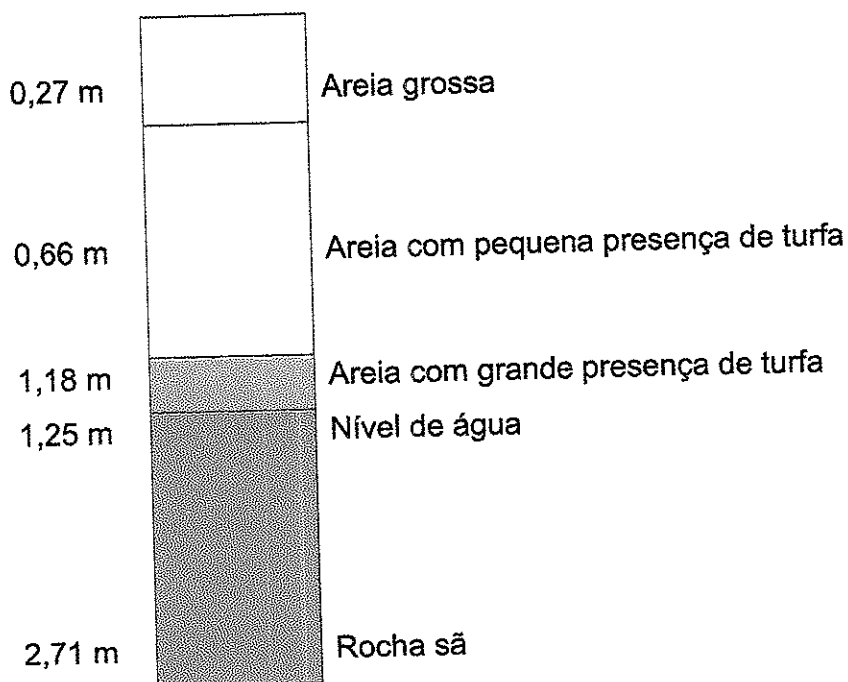 0,27 m Areia grossa
0,66 m Areia com pequena presença de turfa
1,18 m Areia com grande presença de turfa
1,25 m Nível de água
2,71 m Rocha sã